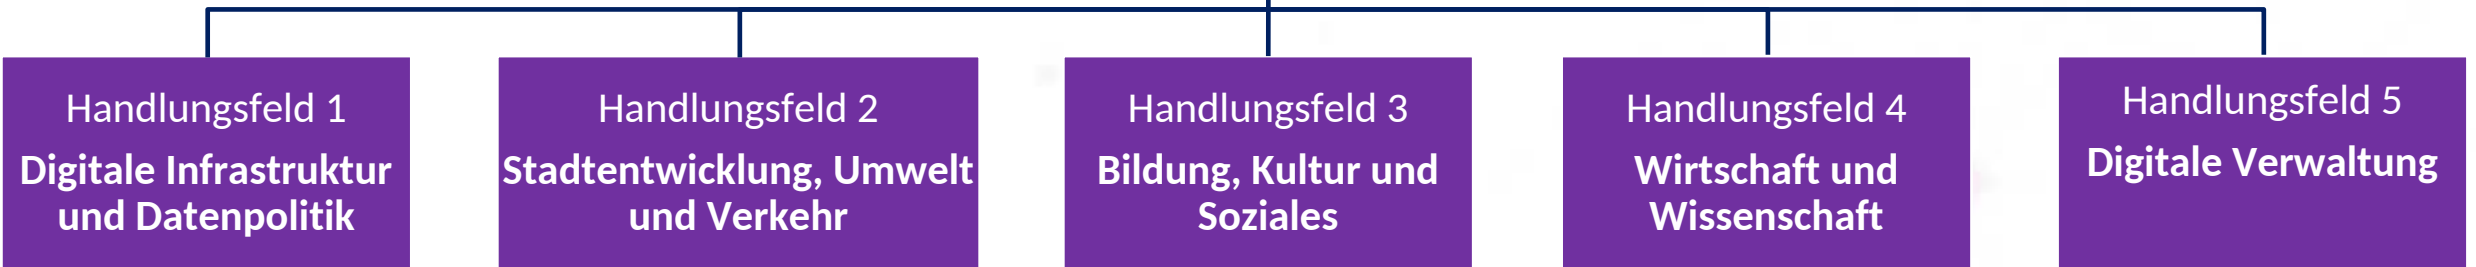 Handlungsfeld 1
Digitale Infrastruktur
und Datenpolitik
Handlungsfeld 2
Stadtentwicklung, Umwelt
und Verkehr
Handlungsfeld 3
Bildung, Kultur und
Soziales
Handlungsfeld 4
Wirtschaft und
Wissenschaft
Handlungsfeld 5
Digitale Verwaltung